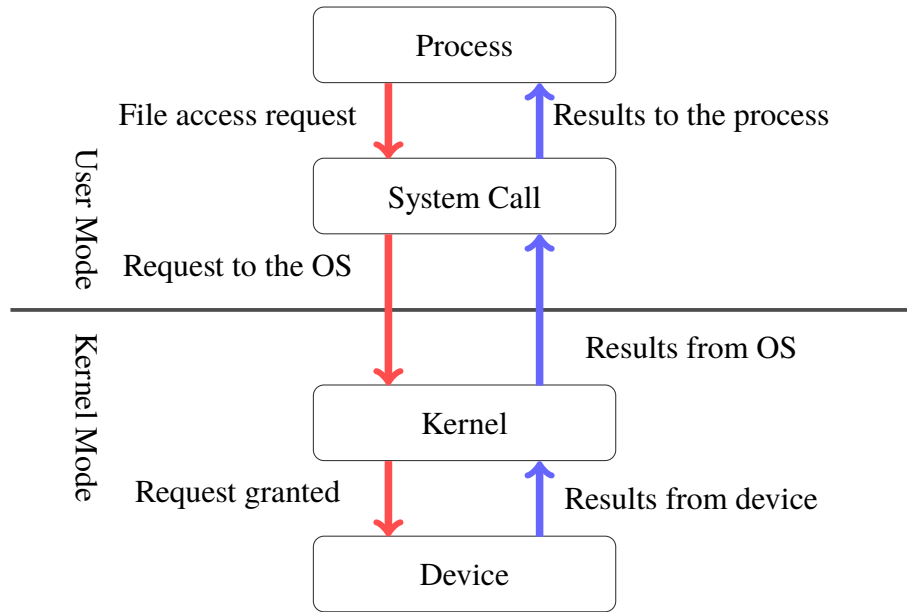 Process
File access request
Results to the process
System Call
User Mode
Request to the OS
Kernel Mode
Results from OS
Kernel
Request granted
Results from device
Device